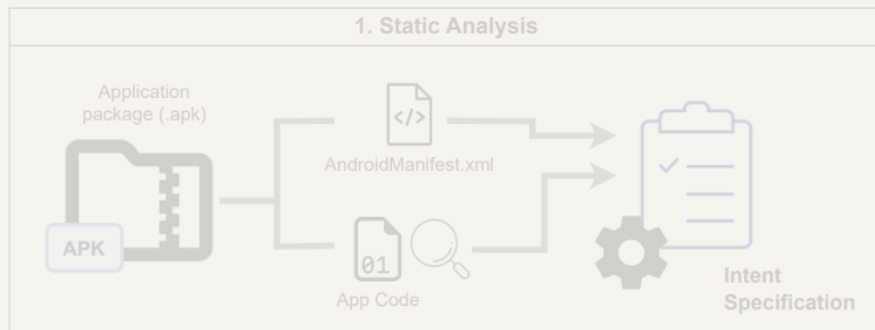 1. Static Analysis
Application
package (.apk)
</>
AndroidManifest.xml
APK
01
App Code
Intent
Specification